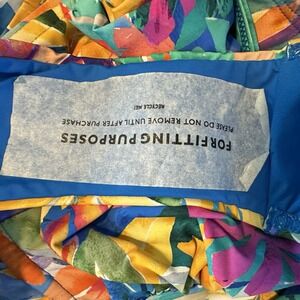 FOR FITTING PURPOSES
PLEASE DO NOT REMOVE UNTIL AFTER PURCHASE
RECYCLE ME!